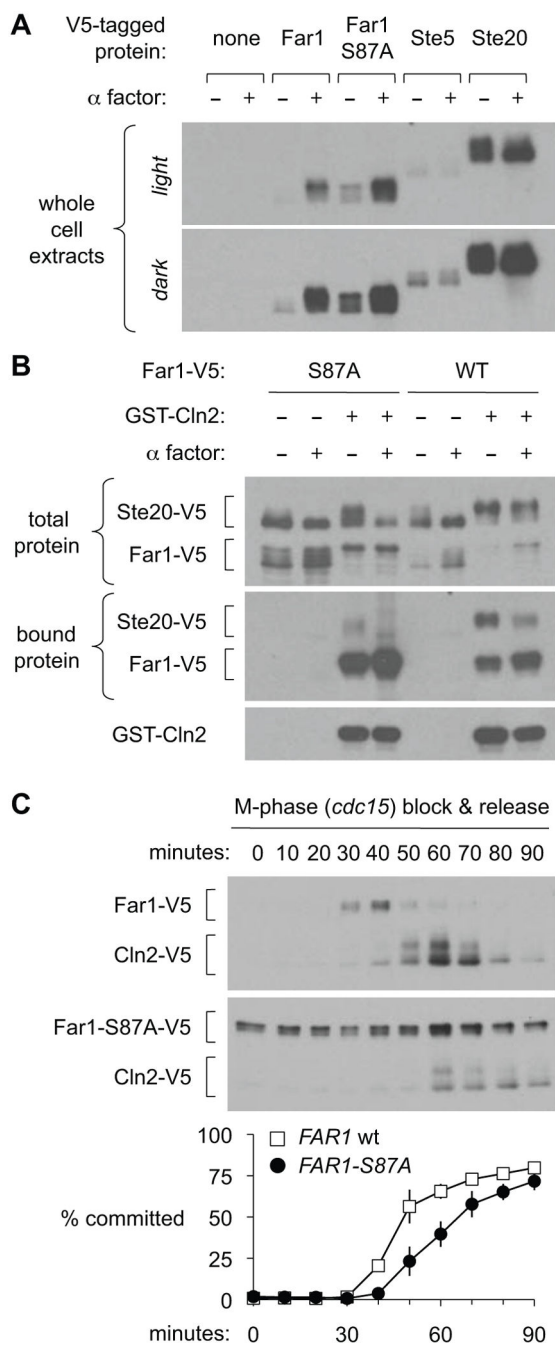 A
V5-tagged protein:
none Far1 Far1 S87A Ste5 Ste20
α factor: – + – + – + – + – +
whole cell extracts
light
dark
B
Far1-V5: S87A WT
GST-Cln2: – – + + – – + +
α factor: – + – + – + – +
total protein
Ste20-V5
Far1-V5
bound protein
Ste20-V5
Far1-V5
GST-Cln2
C
M-phase (cdc15) block & release
minutes: 0 10 20 30 40 50 60 70 80 90
Far1-V5
Cln2-V5
Far1-S87A-V5
Cln2-V5
100
75
50
25
0
% committed
FAR1 wt
FAR1-S87A
minutes: 0 30 60 90